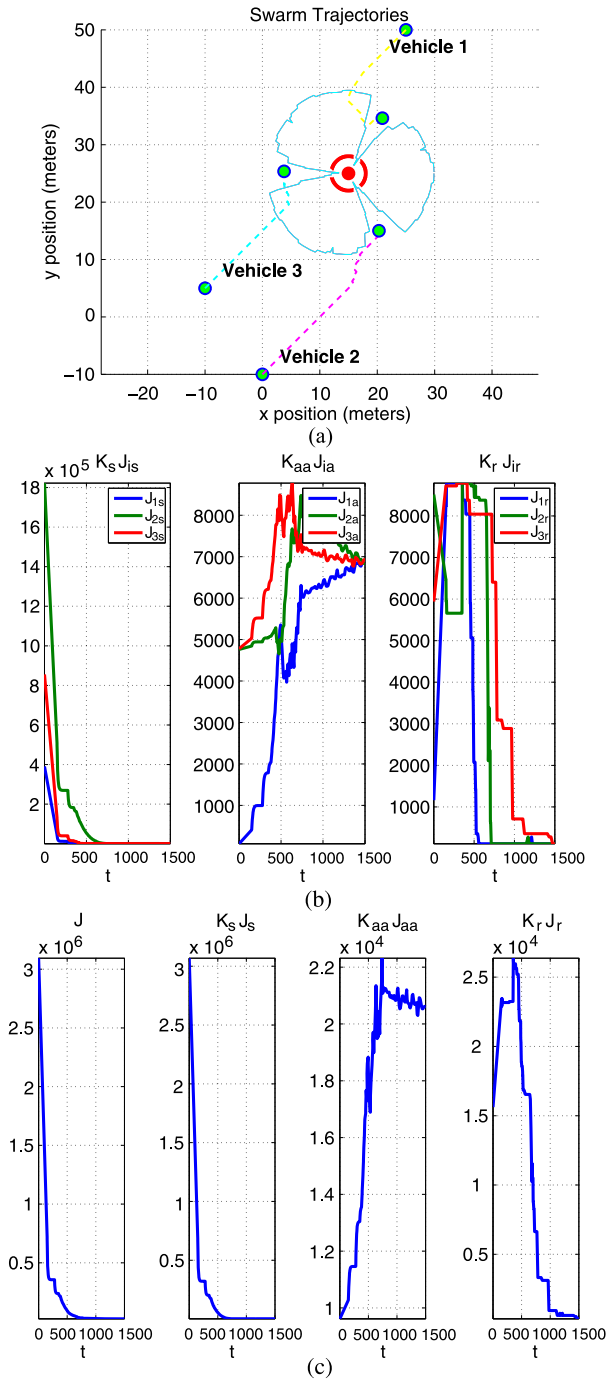 Swarm Trajectories
50
40
30
20
10
0
−10
y position (meters)
Vehicle 1
Vehicle 3
Vehicle 2
−20 −10 0 10 20 30 40
x position (meters)
(a)
K_s J_is
x 10^5
18
16
14
12
10
8
6
4
2
J_1s
J_2s
J_3s
0 500 1000 1500
t
K_aa J_ia
8000
7000
6000
5000
4000
3000
2000
1000
J_1a
J_2a
J_3a
0 500 1000 1500
t
K_r J_ir
8000
7000
6000
5000
4000
3000
2000
1000
J_1r
J_2r
J_3r
0 500 1000 1500
t
(b)
J
x 10^6
3
2.5
2
1.5
1
0.5
0 500 1000 1500
t
K_s J_s
x 10^6
3
2.5
2
1.5
1
0.5
0 500 1000 1500
t
K_aa J_aa
x 10^4
2.2
2
1.8
1.6
1.4
1.2
1
0 500 1000 1500
t
K_r J_r
x 10^4
2.5
2
1.5
1
0.5
0 500 1000 1500
t
(c)